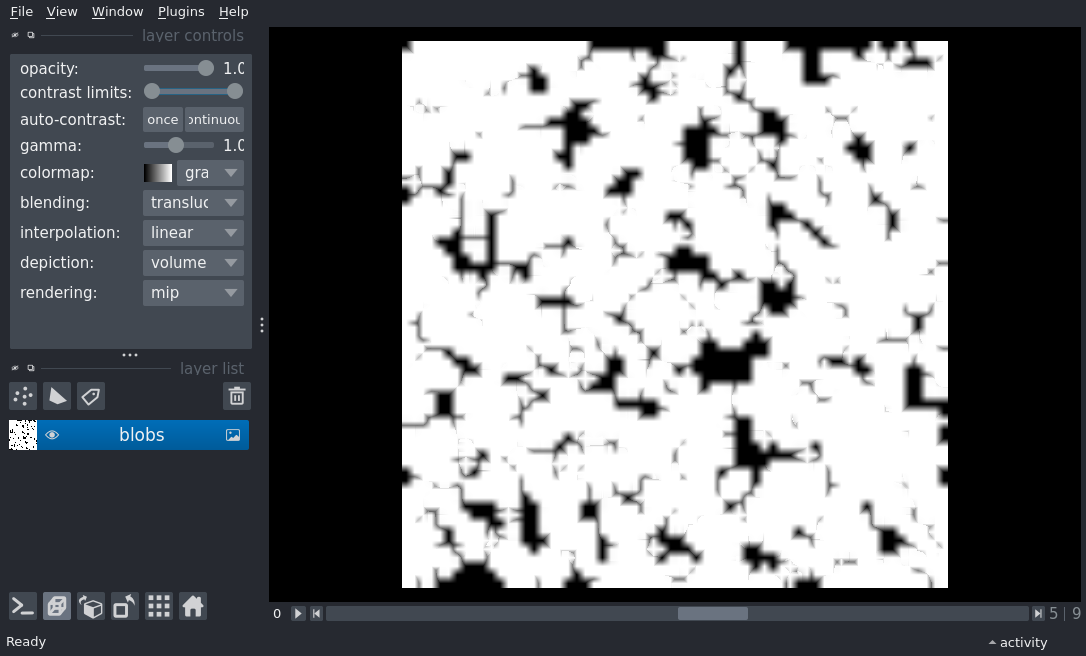 File View Window Plugins Help
layer controls
opacity: 1.0
contrast limits:
auto-contrast: once ontinuou
gamma: 1.0
colormap: gra
blending: transluc
interpolation: linear
depiction: volume
rendering: mip
layer list
blobs
0 5 | 9
Ready activity